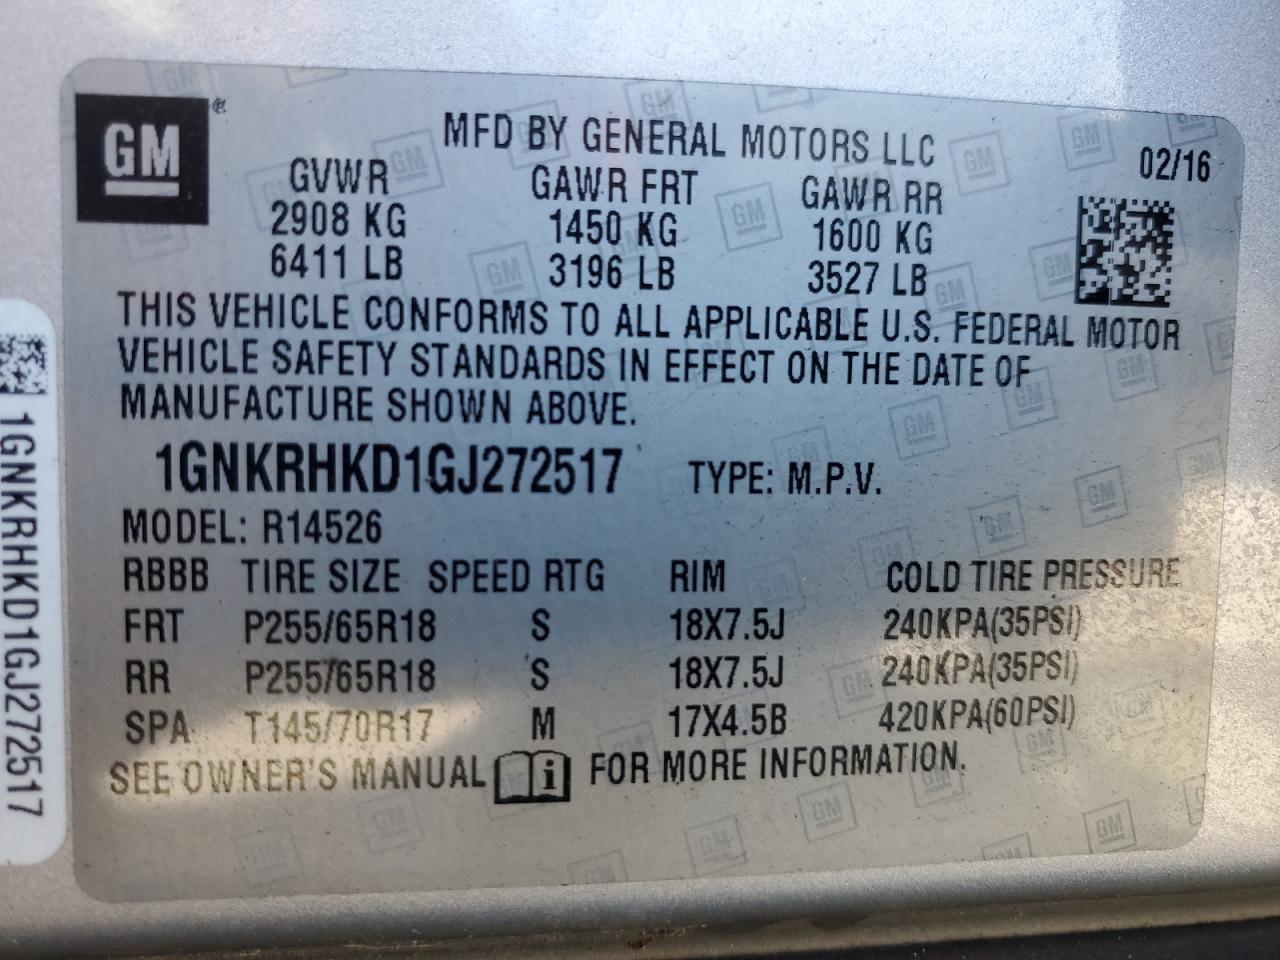 GM
MFD BY GENERAL MOTORS LLC
02/16
GVWR GAWR FRT GAWR RR
2908 KG 1450 KG 1600 KG
6411 LB 3196 LB 3527 LB
THIS VEHICLE CONFORMS TO ALL APPLICABLE U.S. FEDERAL MOTOR
VEHICLE SAFETY STANDARDS IN EFFECT ON THE DATE OF
MANUFACTURE SHOWN ABOVE.
1GNKRHKD1GJ272517 TYPE: M.P.V.
MODEL: R14526
RBBB TIRE SIZE SPEED RTG RIM COLD TIRE PRESSURE
FRT P255/65R18 S 18X7.5J 240KPA(35PSI)
RR P255/65R18 S 18X7.5J 240KPA(35PSI)
SPA T145/70R17 M 17X4.5B 420KPA(60PSI)
SEE OWNER'S MANUAL i FOR MORE INFORMATION.
1GNKRHKD1GJ272517